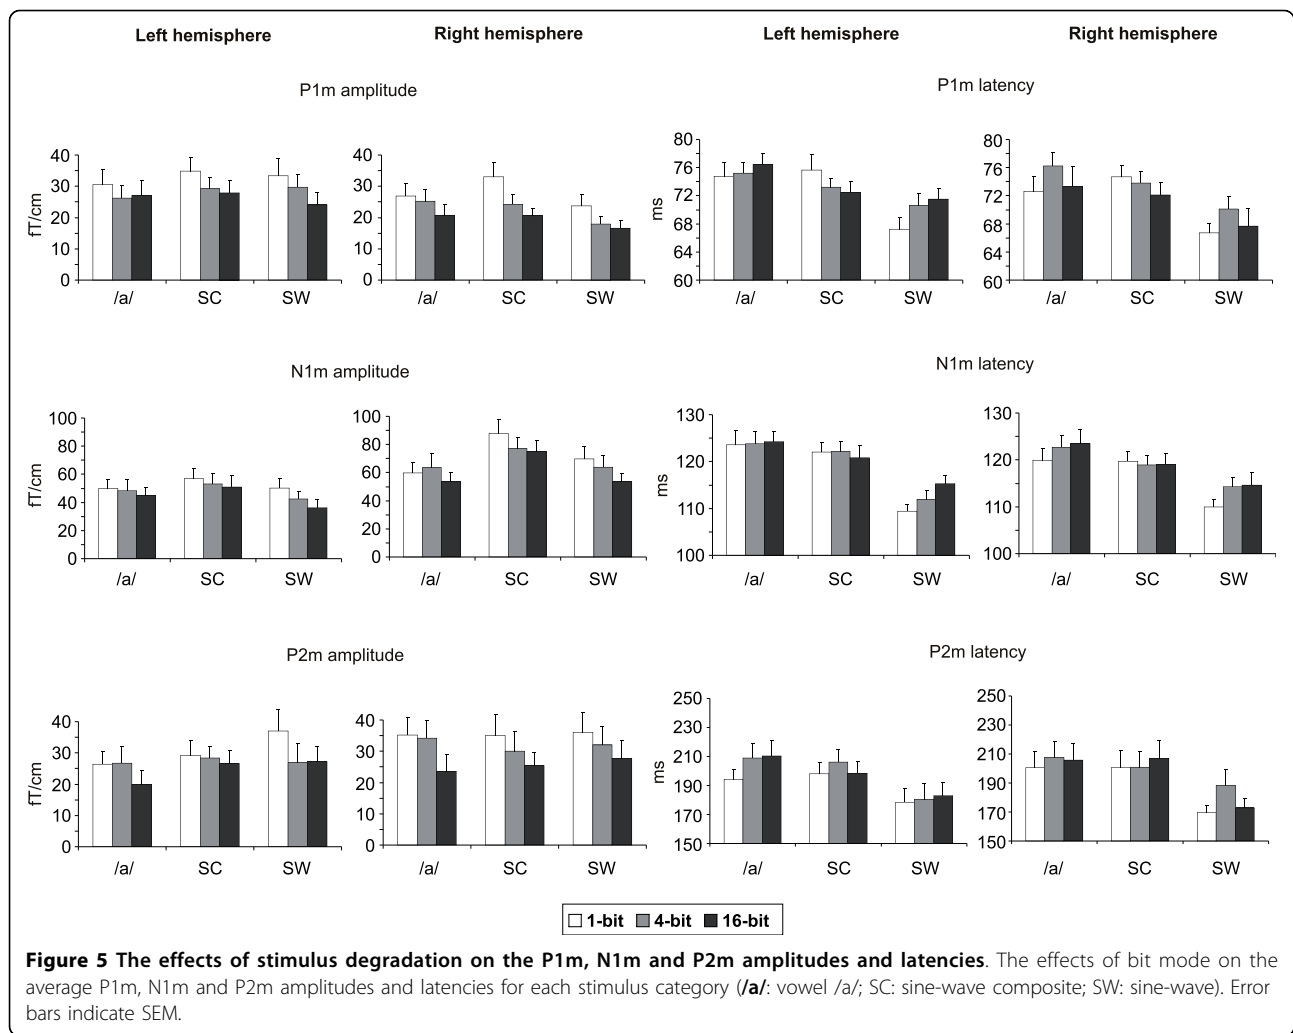 Left hemisphere Right hemisphere Left hemisphere Right hemisphere
P1m amplitude P1m latency
40
30
20
10
0
fT/cm
/a/ SC SW
40
30
20
10
0
/a/ SC SW
80
76
72
68
64
60
ms
/a/ SC SW
80
76
72
68
64
60
/a/ SC SW
N1m amplitude N1m latency
100
80
60
40
20
0
fT/cm
/a/ SC SW
100
80
60
40
20
0
/a/ SC SW
130
120
110
100
ms
/a/ SC SW
130
120
110
100
/a/ SC SW
P2m amplitude P2m latency
40
30
20
10
0
fT/cm
/a/ SC SW
40
30
20
10
0
/a/ SC SW
250
230
210
190
170
150
ms
/a/ SC SW
250
230
210
190
170
150
/a/ SC SW
1-bit 4-bit 16-bit
Figure 5 The effects of stimulus degradation on the P1m, N1m and P2m amplitudes and latencies. The effects of bit mode on the
average P1m, N1m and P2m amplitudes and latencies for each stimulus category (/a/: vowel /a/; SC: sine-wave composite; SW: sine-wave). Error
bars indicate SEM.